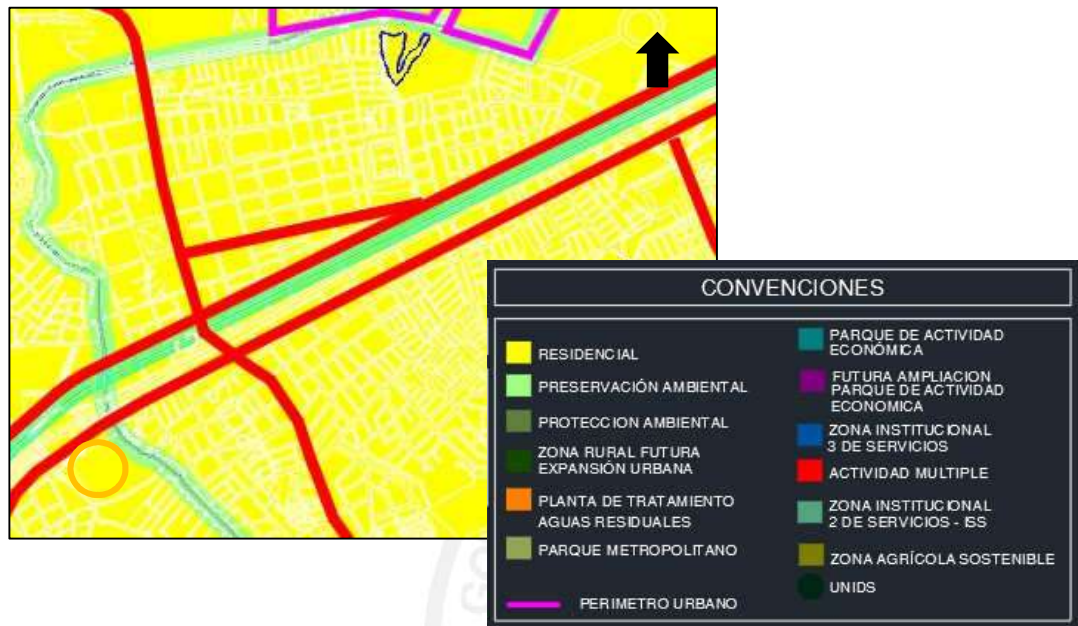 CONVENCIONES
RESIDENCIAL
PRESERVACIÓN AMBIENTAL
PROTECCION AMBIENTAL
ZONA RURAL FUTURA
EXPANSIÓN URBANA
PLANTA DE TRATAMIENTO
AGUAS RESIDUALES
PARQUE METROPOLITANO
PERIMETRO URBANO
PARQUE DE ACTIVIDAD
ECONÓMICA
FUTURA AMPLIACION
PARQUE DE ACTIVIDAD
ECONOMICA
ZONA INSTITUCIONAL
3 DE SERVICIOS
ACTIVIDAD MULTIPLE
ZONA INSTITUCIONAL
2 DE SERVICIOS - ISS
ZONA AGRÍCOLA SOSTENIBLE
UNIDS